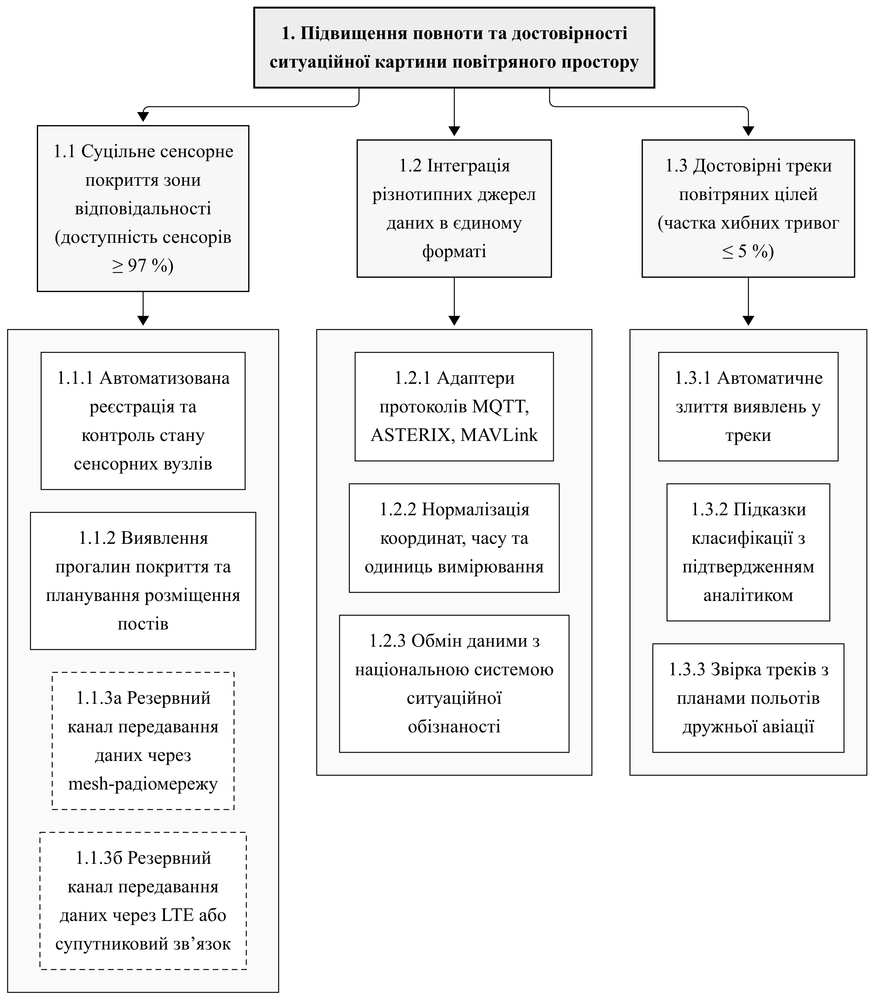 1. Підвищення повноти та достовірності
ситуаційної картини повітряного простору
1.1 Суцільне сенсорне
покриття зони
відповідальності
(доступність сенсорів
≥ 97 %)
1.2 Інтеграція
різнотипних джерел
даних в єдиному
форматі
1.3 Достовірні треки
повітряних цілей
(частка хибних тривог
≤ 5 %)
1.1.1 Автоматизована
реєстрація та
контроль стану
сенсорних вузлів
1.1.2 Виявлення
прогалин покриття та
планування розміщення
постів
1.1.3а Резервний
канал передавання
даних через
mesh-радіомережу
1.1.3б Резервний
канал передавання
даних через LTE або
супутниковий зв’язок
1.2.1 Адаптери
протоколів MQTT,
ASTERIX, MAVLink
1.2.2 Нормалізація
координат, часу та
одиниць вимірювання
1.2.3 Обмін даними з
національною системою
ситуаційної
обізнаності
1.3.1 Автоматичне
злиття виявлень у
треки
1.3.2 Підказки
класифікації з
підтвердженням
аналітиком
1.3.3 Звірка треків з
планами польотів
дружньої авіації